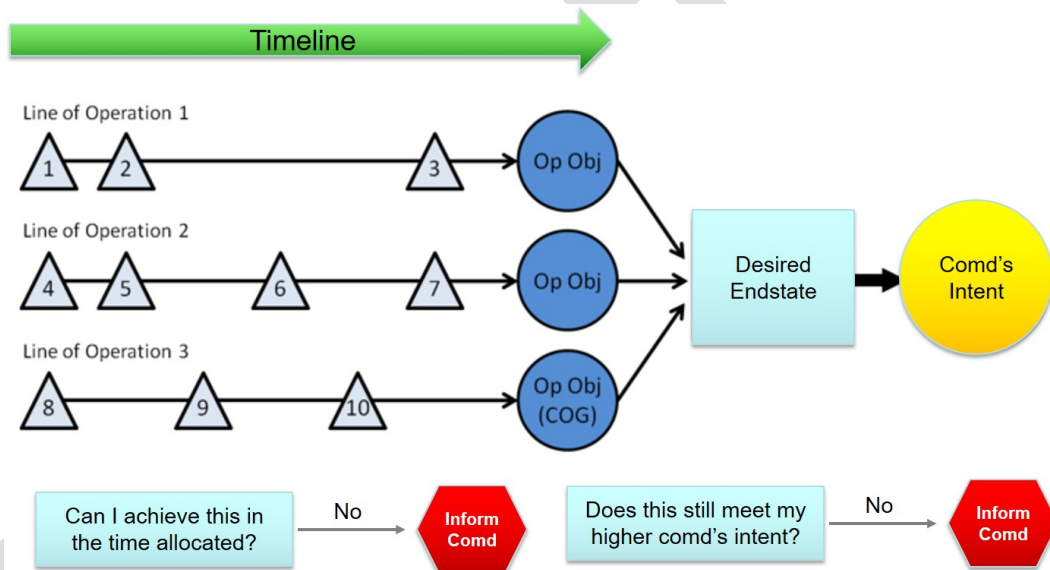 Timeline
Line of Operation 1
1
2
3
Op Obj
Line of Operation 2
4
5
6
7
Op Obj
Desired
Endstate
Comd's
Intent
Line of Operation 3
8
9
10
Op Obj
(COG)
Can I achieve this in
the time allocated?
No
Inform
Comd
Does this still meet my
higher comd's intent?
No
Inform
Comd